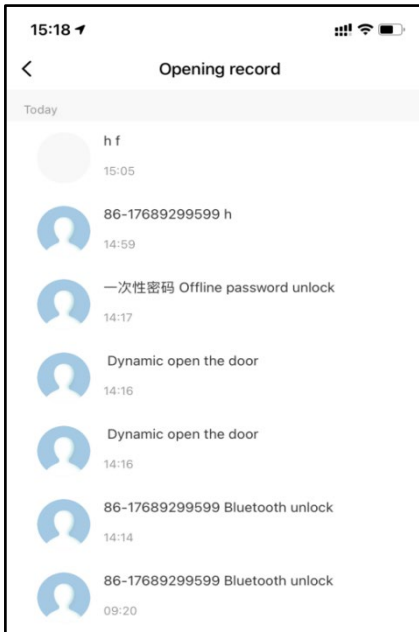 15:18
Opening record
Today
h f
15:05
86-17689299599 h
14:59
一次性密码 Offline password unlock
14:17
Dynamic open the door
14:16
Dynamic open the door
14:16
86-17689299599 Bluetooth unlock
14:14
86-17689299599 Bluetooth unlock
09:20